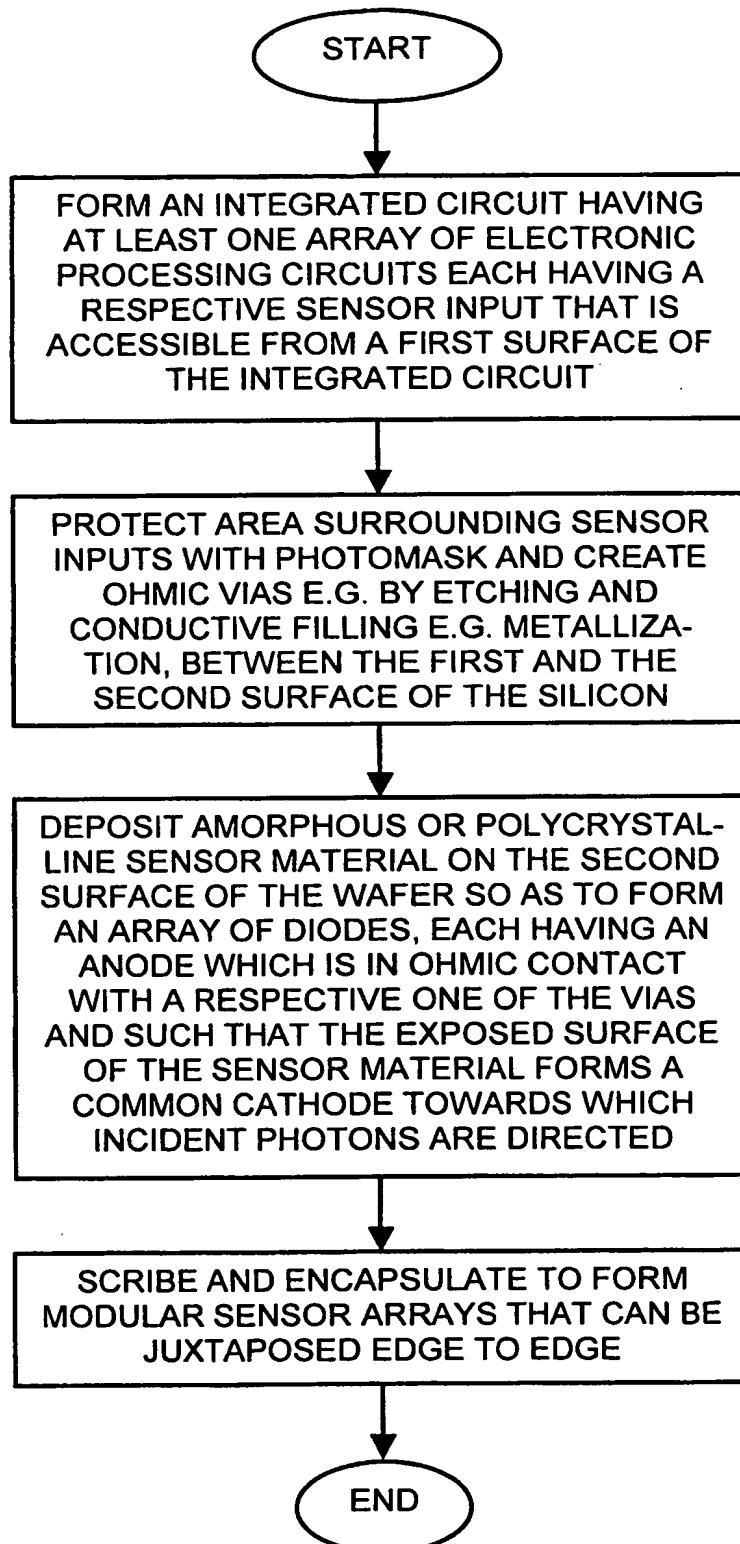 START
FORM AN INTEGRATED CIRCUIT HAVING
AT LEAST ONE ARRAY OF ELECTRONIC
PROCESSING CIRCUITS EACH HAVING A
RESPECTIVE SENSOR INPUT THAT IS
ACCESSIBLE FROM A FIRST SURFACE OF
THE INTEGRATED CIRCUIT
PROTECT AREA SURROUNDING SENSOR
INPUTS WITH PHOTOMASK AND CREATE
OHMIC VIAS E.G. BY ETCHING AND
CONDUCTIVE FILLING E.G. METALLIZA-
TION, BETWEEN THE FIRST AND THE
SECOND SURFACE OF THE SILICON
DEPOSIT AMORPHOUS OR POLYCRYSTAL-
LINE SENSOR MATERIAL ON THE SECOND
SURFACE OF THE WAFER SO AS TO FORM
AN ARRAY OF DIODES, EACH HAVING AN
ANODE WHICH IS IN OHMIC CONTACT
WITH A RESPECTIVE ONE OF THE VIAS
AND SUCH THAT THE EXPOSED SURFACE
OF THE SENSOR MATERIAL FORMS A
COMMON CATHODE TOWARDS WHICH
INCIDENT PHOTONS ARE DIRECTED
SCRIBE AND ENCAPSULATE TO FORM
MODULAR SENSOR ARRAYS THAT CAN BE
JUXTAPOSED EDGE TO EDGE
END